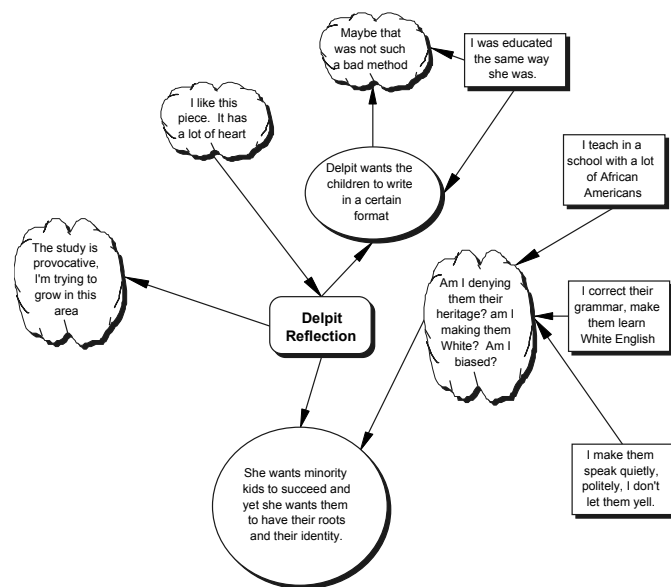 Maybe that
was not such
a bad method
I was educated
the same way
she was.
I like this
piece. It has
a lot of heart
I teach in a
school with a lot
of African
Americans
Delpit wants the
children to write
in a certain
format
The study is
provocative,
I'm trying to
grow in this
area
Am I denying
them their
heritage? am I
making them
White? Am I
biased?
I correct their
grammar, make
them learn
White English
Delpit
Reflection
I make them
speak quietly,
politely, I don't
let them yell.
She wants minority
kids to succeed and
yet she wants them
to have their roots
and their identity.